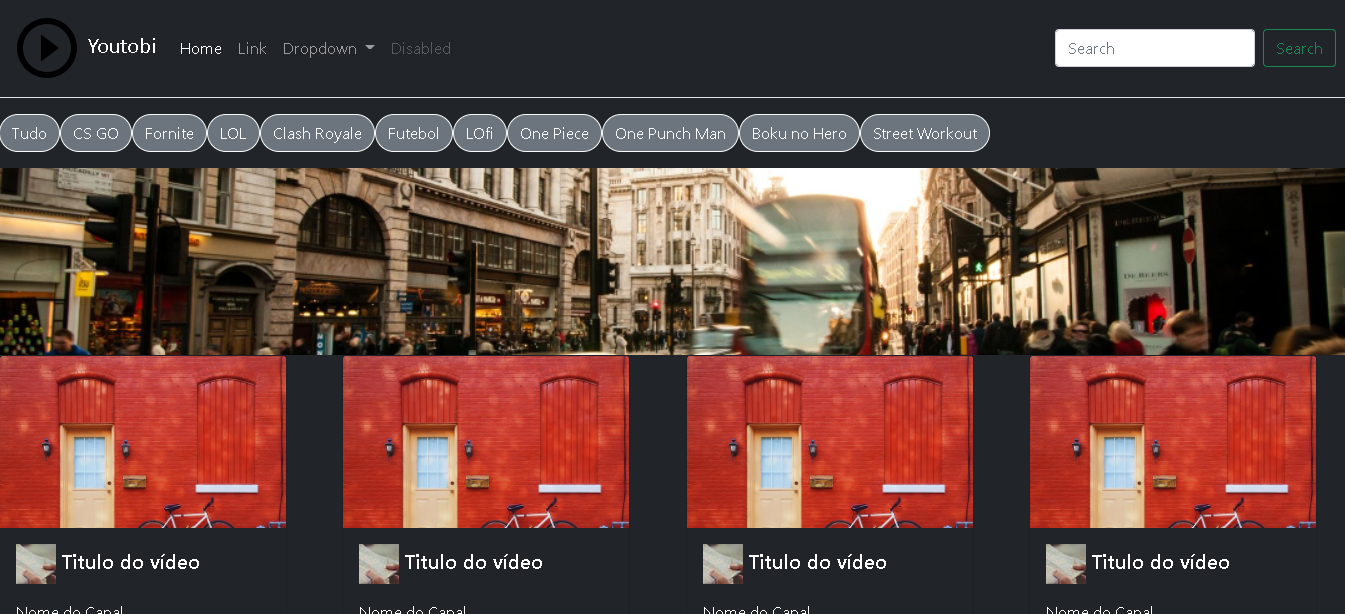 Youtobi Home Link Dropdown Disabled Search Search
Tudo CS GO Fornite LOL Clash Royale Futebol LOfi One Piece One Punch Man Boku no Hero Street Workout
DE BEERS
Titulo do vídeo Titulo do vídeo Titulo do vídeo Titulo do vídeo
Nome do Canal Nome do Canal Nome do Canal Nome do Canal